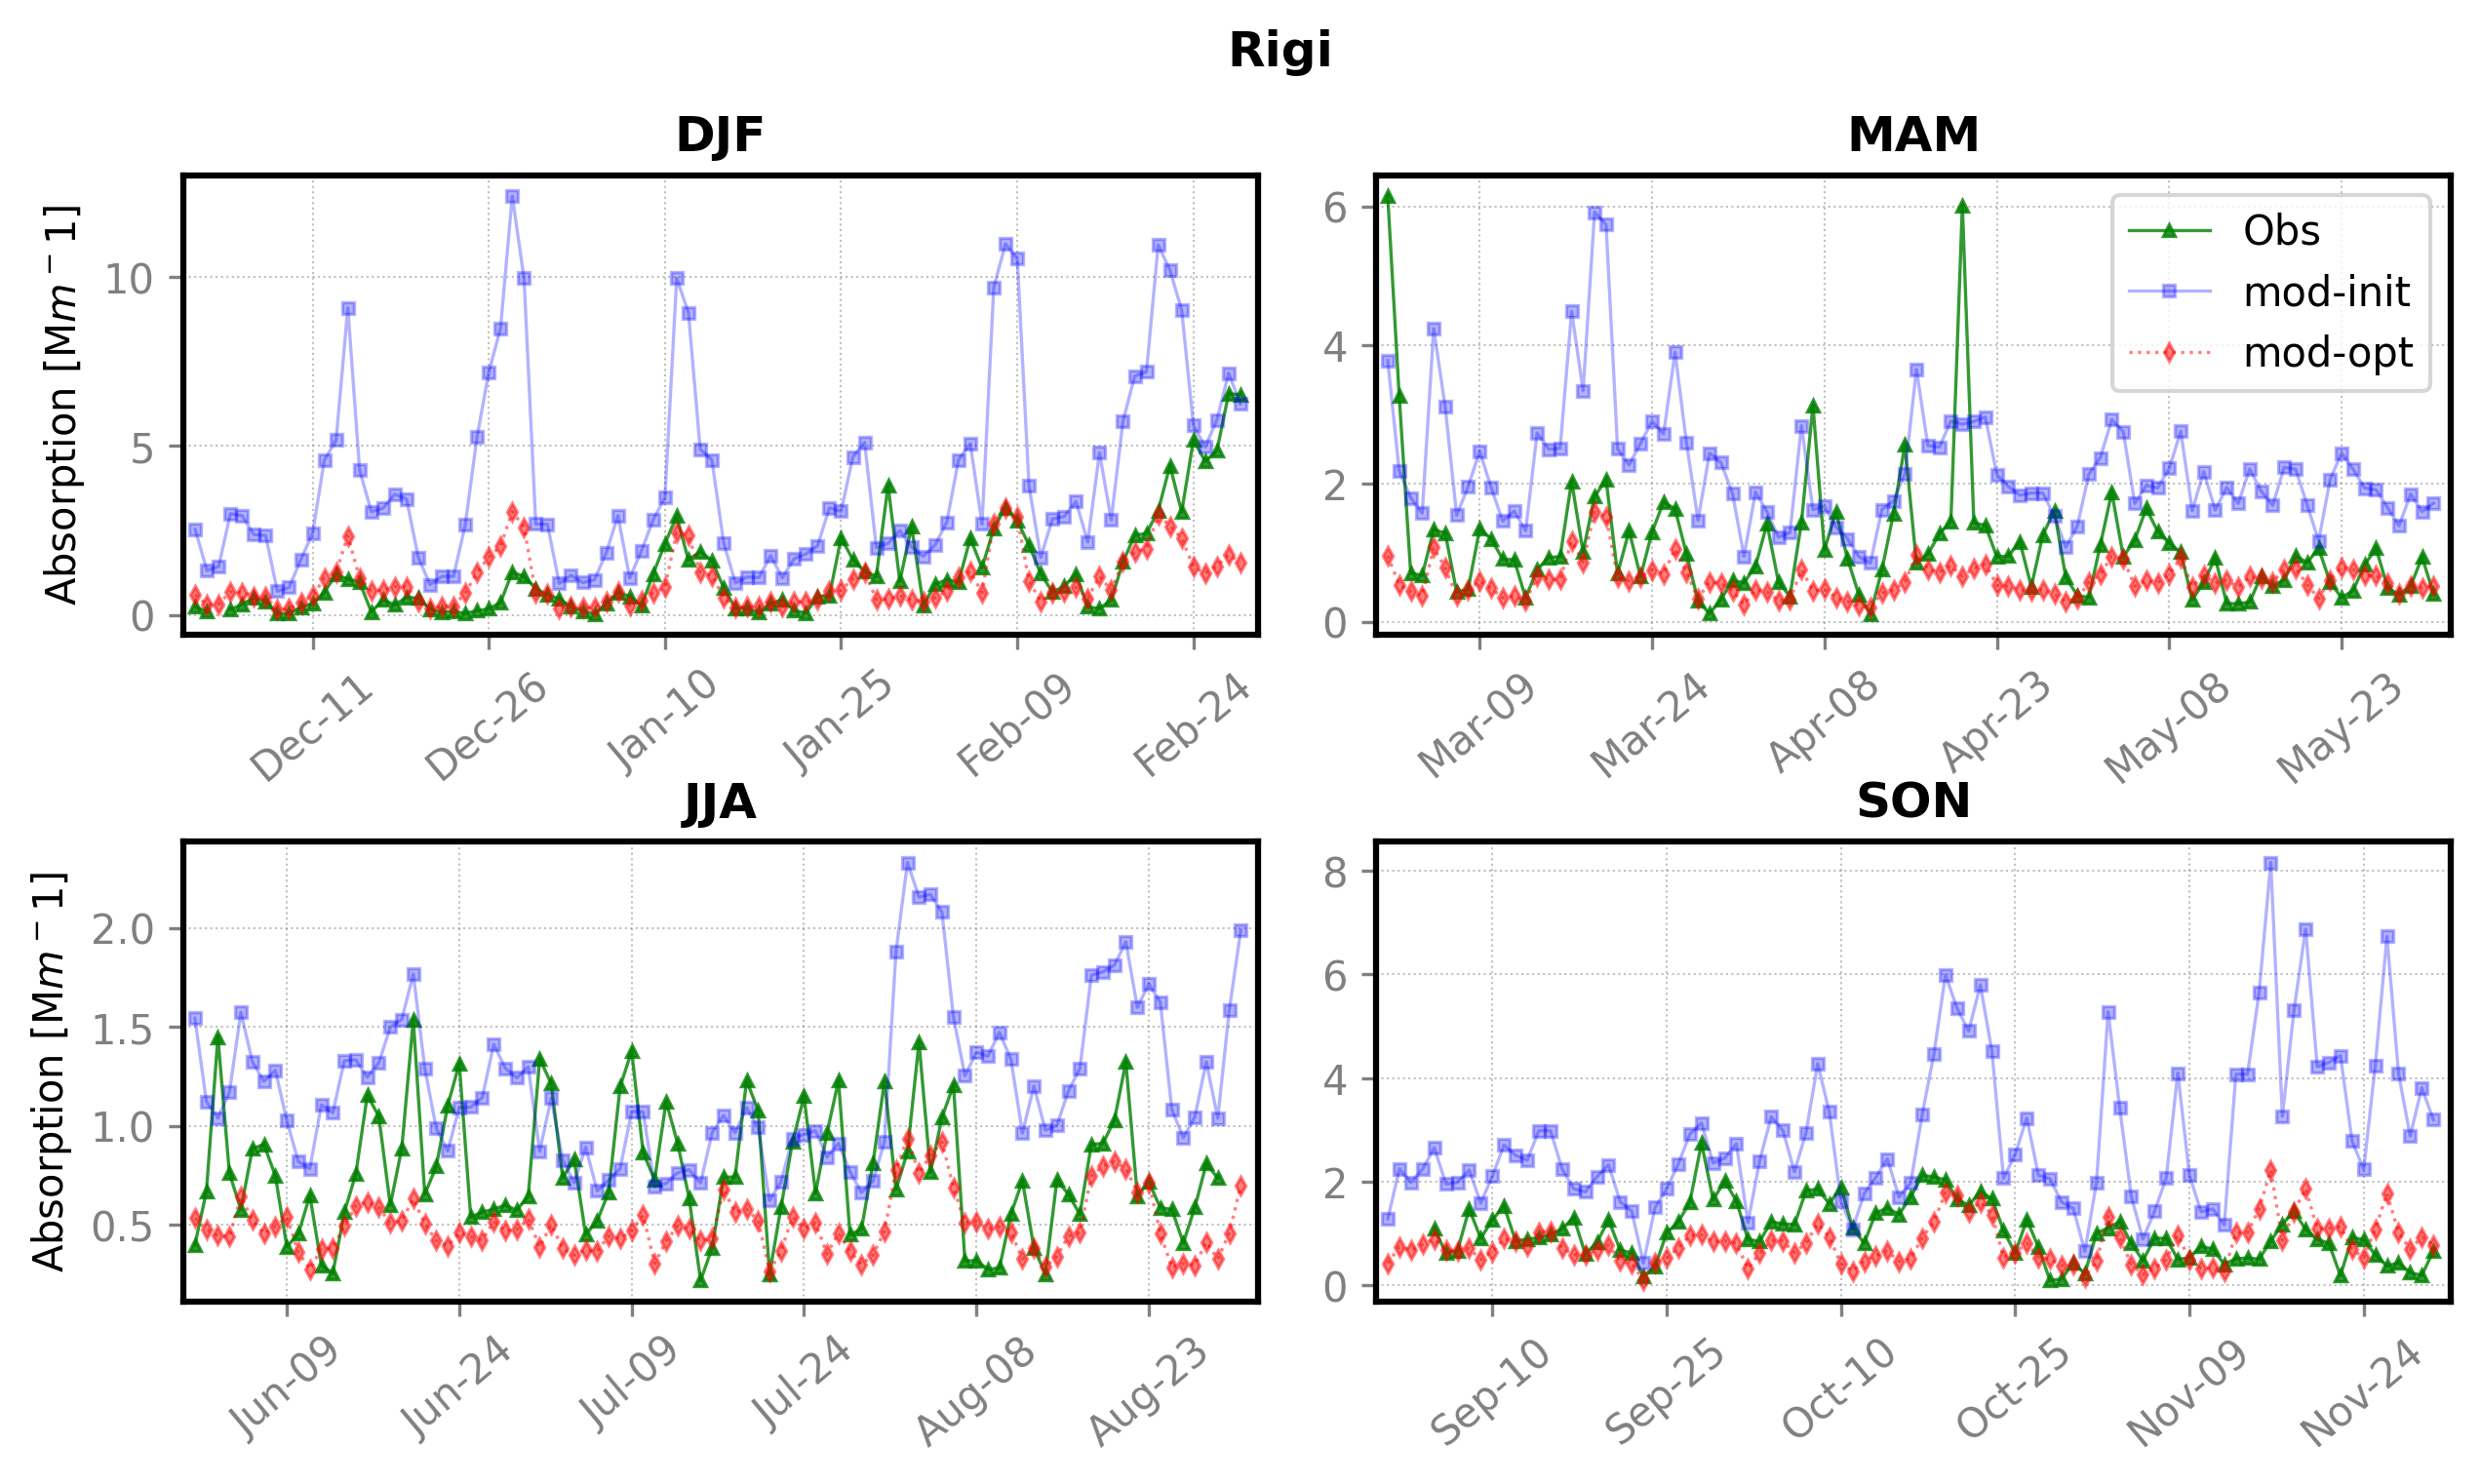 Rigi
DJF
MAM
Absorption [Mm − 1]
10
5
0
6
4
2
0
Obs
mod-init
mod-opt
Dec-11
Dec-26
Jan-10
Jan-25
Feb-09
Feb-24
Mar-09
Mar-24
Apr-08
Apr-23
May-08
May-23
JJA
SON
Absorption [Mm − 1]
2.0
1.5
1.0
0.5
8
6
4
2
0
Jun-09
Jun-24
Jul-09
Jul-24
Aug-08
Aug-23
Sep-10
Sep-25
Oct-10
Oct-25
Nov-09
Nov-24